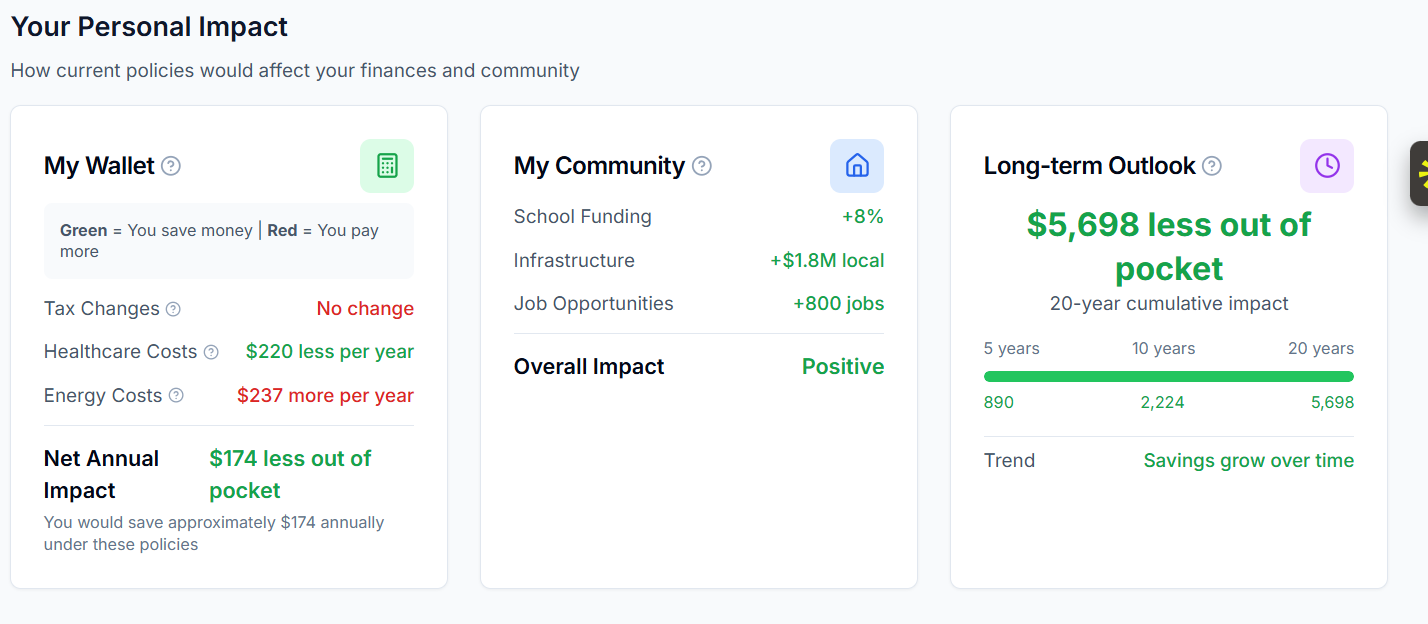 Your Personal Impact
How current policies would affect your finances and community
My Wallet
Green = You save money | Red = You pay
more
Tax Changes No change
Healthcare Costs $220 less per year
Energy Costs $237 more per year
Net Annual $174 less out of
Impact pocket
You would save approximately $174 annually
under these policies
My Community
School Funding +8%
Infrastructure +$1.8M local
Job Opportunities +800 jobs
Overall Impact Positive
Long-term Outlook
$5,698 less out of
pocket
20-year cumulative impact
5 years 10 years 20 years
890 2,224 5,698
Trend Savings grow over time